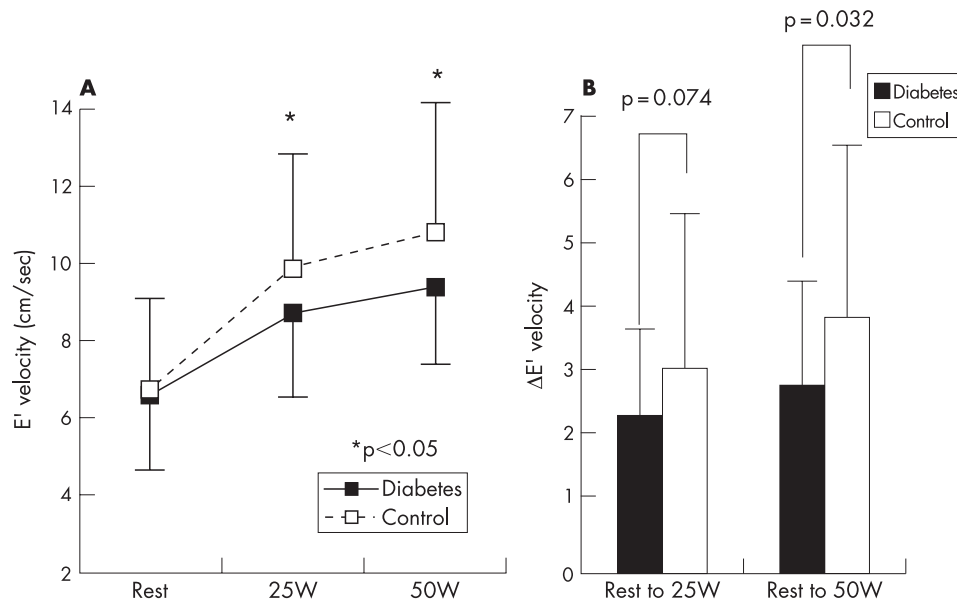 A
E' velocity (cm/sec)
14
12
10
8
6
4
2
*
*
*p<0.05
Diabetes
Control
Rest
25W
50W
B
p = 0.074
p = 0.032
Diabetes
Control
ΔE' velocity
7
6
5
4
3
2
1
0
Rest to 25W
Rest to 50W